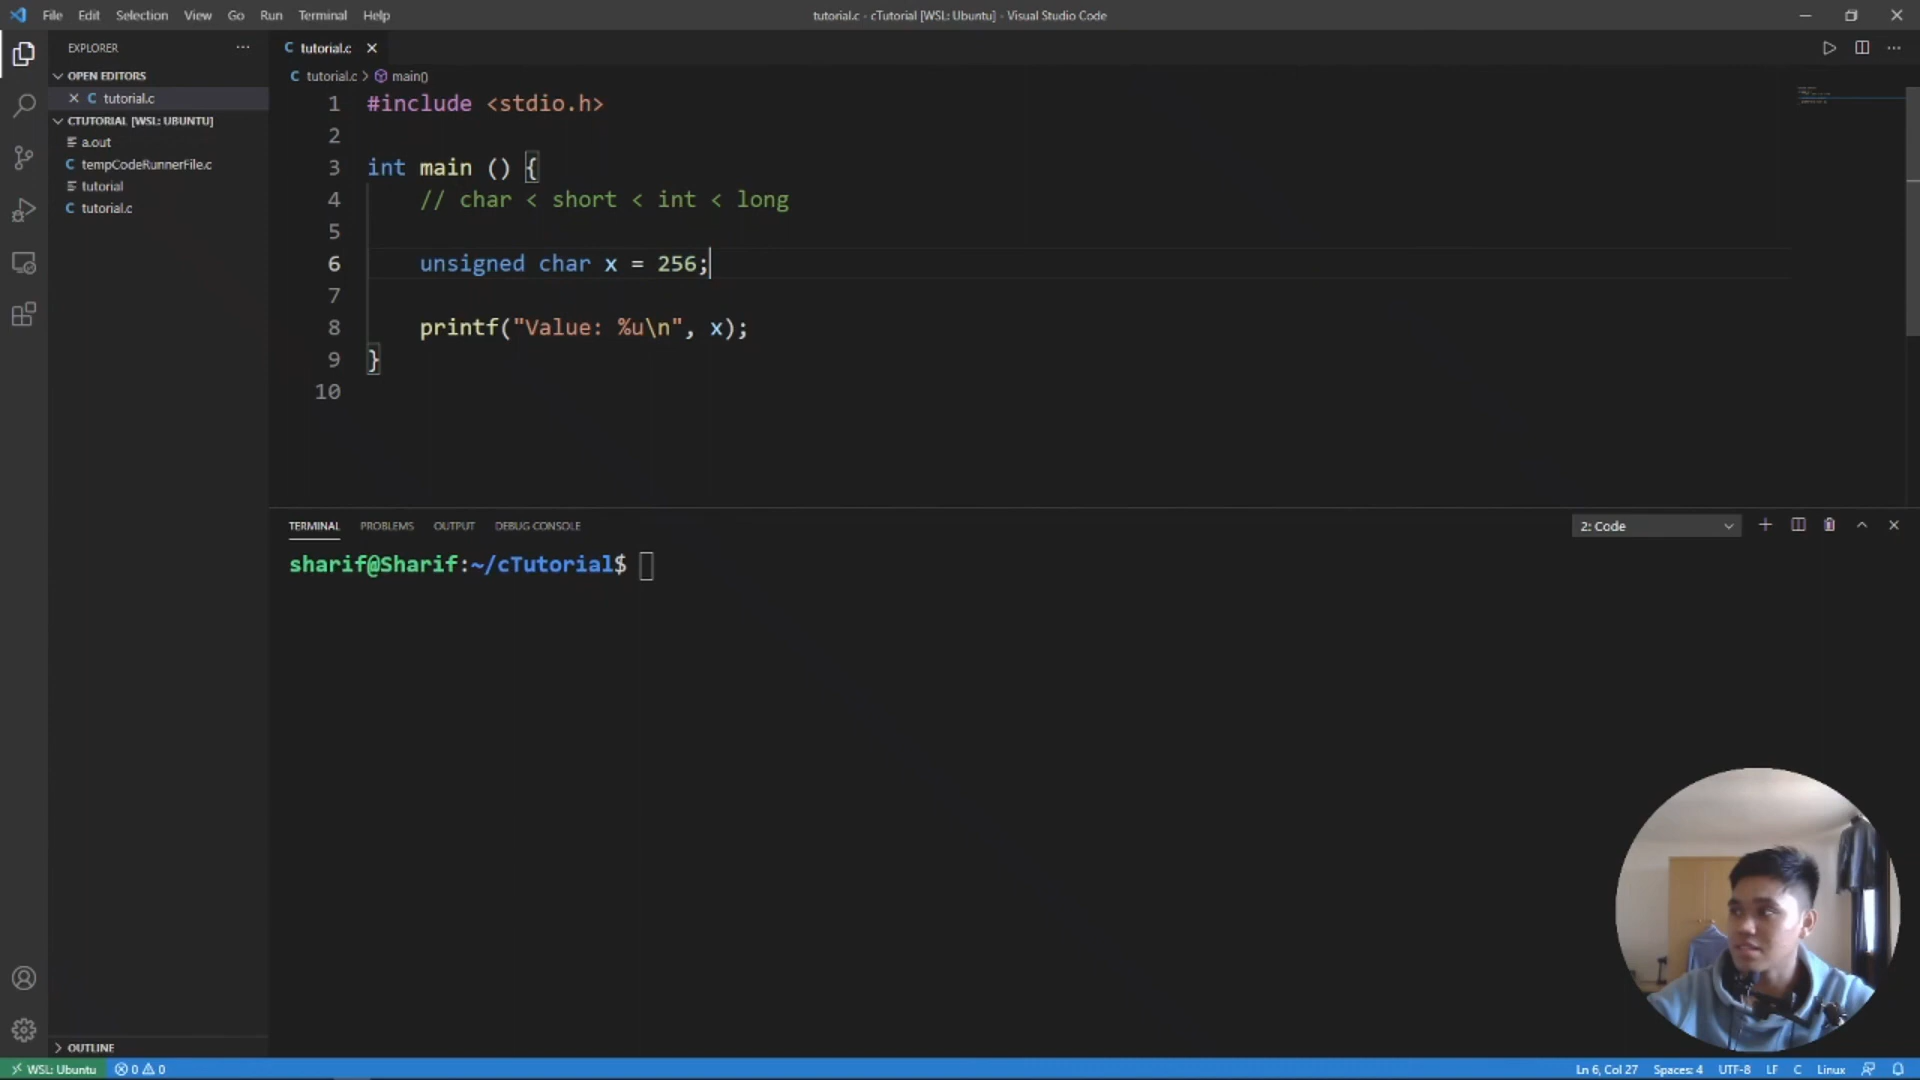 File Edit Selection View Go Run Terminal Help
tutorial.c - cTutorial [WSL: Ubuntu] - Visual Studio Code
EXPLORER
OPEN EDITORS
C tutorial.c
CTUTORIAL [WSL: UBUNTU]
a.out
C tempCodeRunnerFile.c
tutorial
C tutorial.c
OUTLINE
C tutorial.c
C tutorial.c > main()
1 #include <stdio.h>
2
3 int main () {
4 // char < short < int < long
5
6 unsigned char x = 256;
7
8 printf("Value: %u\n", x);
9 }
10
TERMINAL PROBLEMS OUTPUT DEBUG CONSOLE
2: Code
sharif@Sharif:~/cTutorial$
WSL: Ubuntu 0 0
Ln 6, Col 27 Spaces: 4 UTF-8 LF C Linux